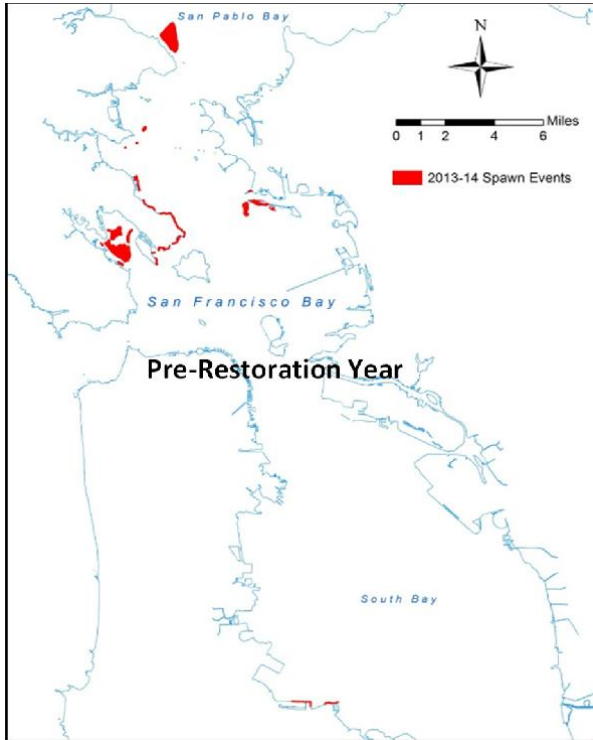 San Pablo Bay
N
Miles
0 1 2 4 6
2013-14 Spawn Events
San Francisco Bay
Pre-Restoration Year
South Bay